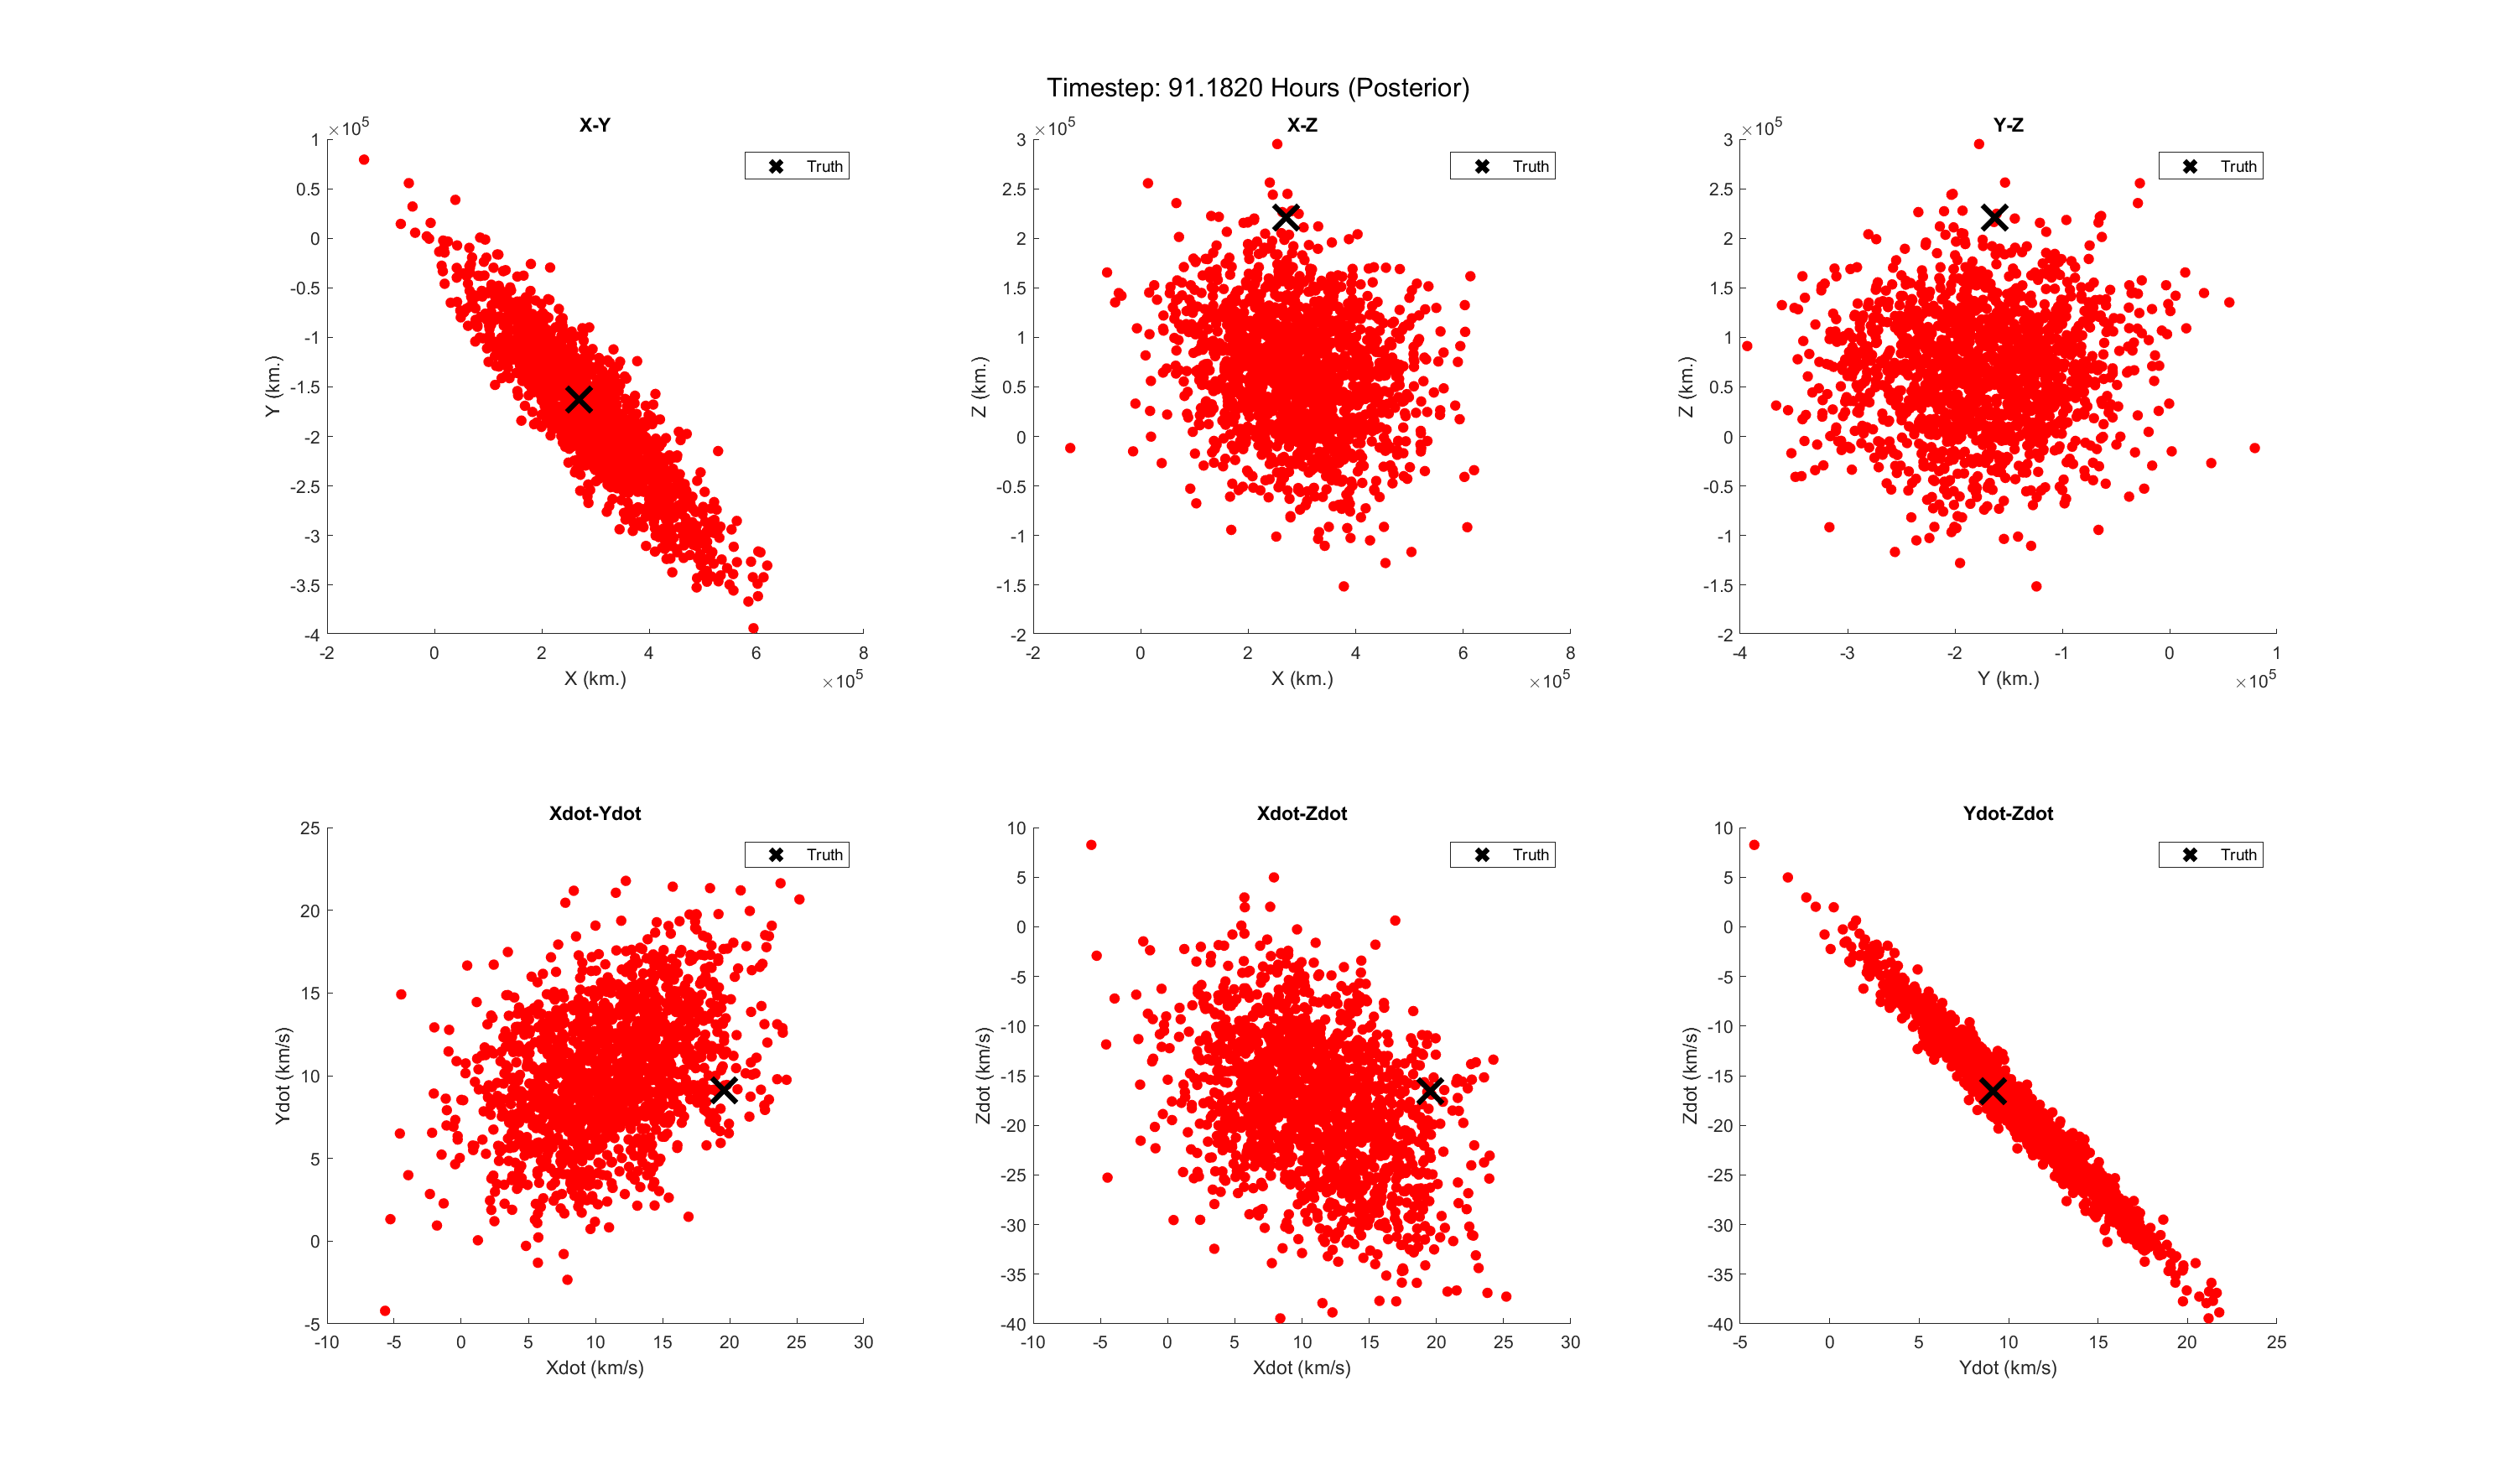 Timestep: 91.1820 Hours (Posterior)
X-Y
×10^5
Truth
1
0.5
0
-0.5
-1
-1.5
-2
-2.5
-3
-3.5
-4
Y (km.)
-2 0 2 4 6 8
X (km.)
×10^5
X-Z
×10^5
Truth
3
2.5
2
1.5
1
0.5
0
-0.5
-1
-1.5
-2
Z (km.)
-2 0 2 4 6 8
X (km.)
×10^5
Y-Z
×10^5
Truth
3
2.5
2
1.5
1
0.5
0
-0.5
-1
-1.5
-2
Z (km.)
-4 -3 -2 -1 0 1
Y (km.)
×10^5
Xdot-Ydot
Truth
25
20
15
10
5
0
-5
Ydot (km/s)
-10 -5 0 5 10 15 20 25 30
Xdot (km/s)
Xdot-Zdot
Truth
10
5
0
-5
-10
-15
-20
-25
-30
-35
-40
Zdot (km/s)
-10 -5 0 5 10 15 20 25 30
Xdot (km/s)
Ydot-Zdot
Truth
10
5
0
-5
-10
-15
-20
-25
-30
-35
-40
Zdot (km/s)
-5 0 5 10 15 20 25
Ydot (km/s)